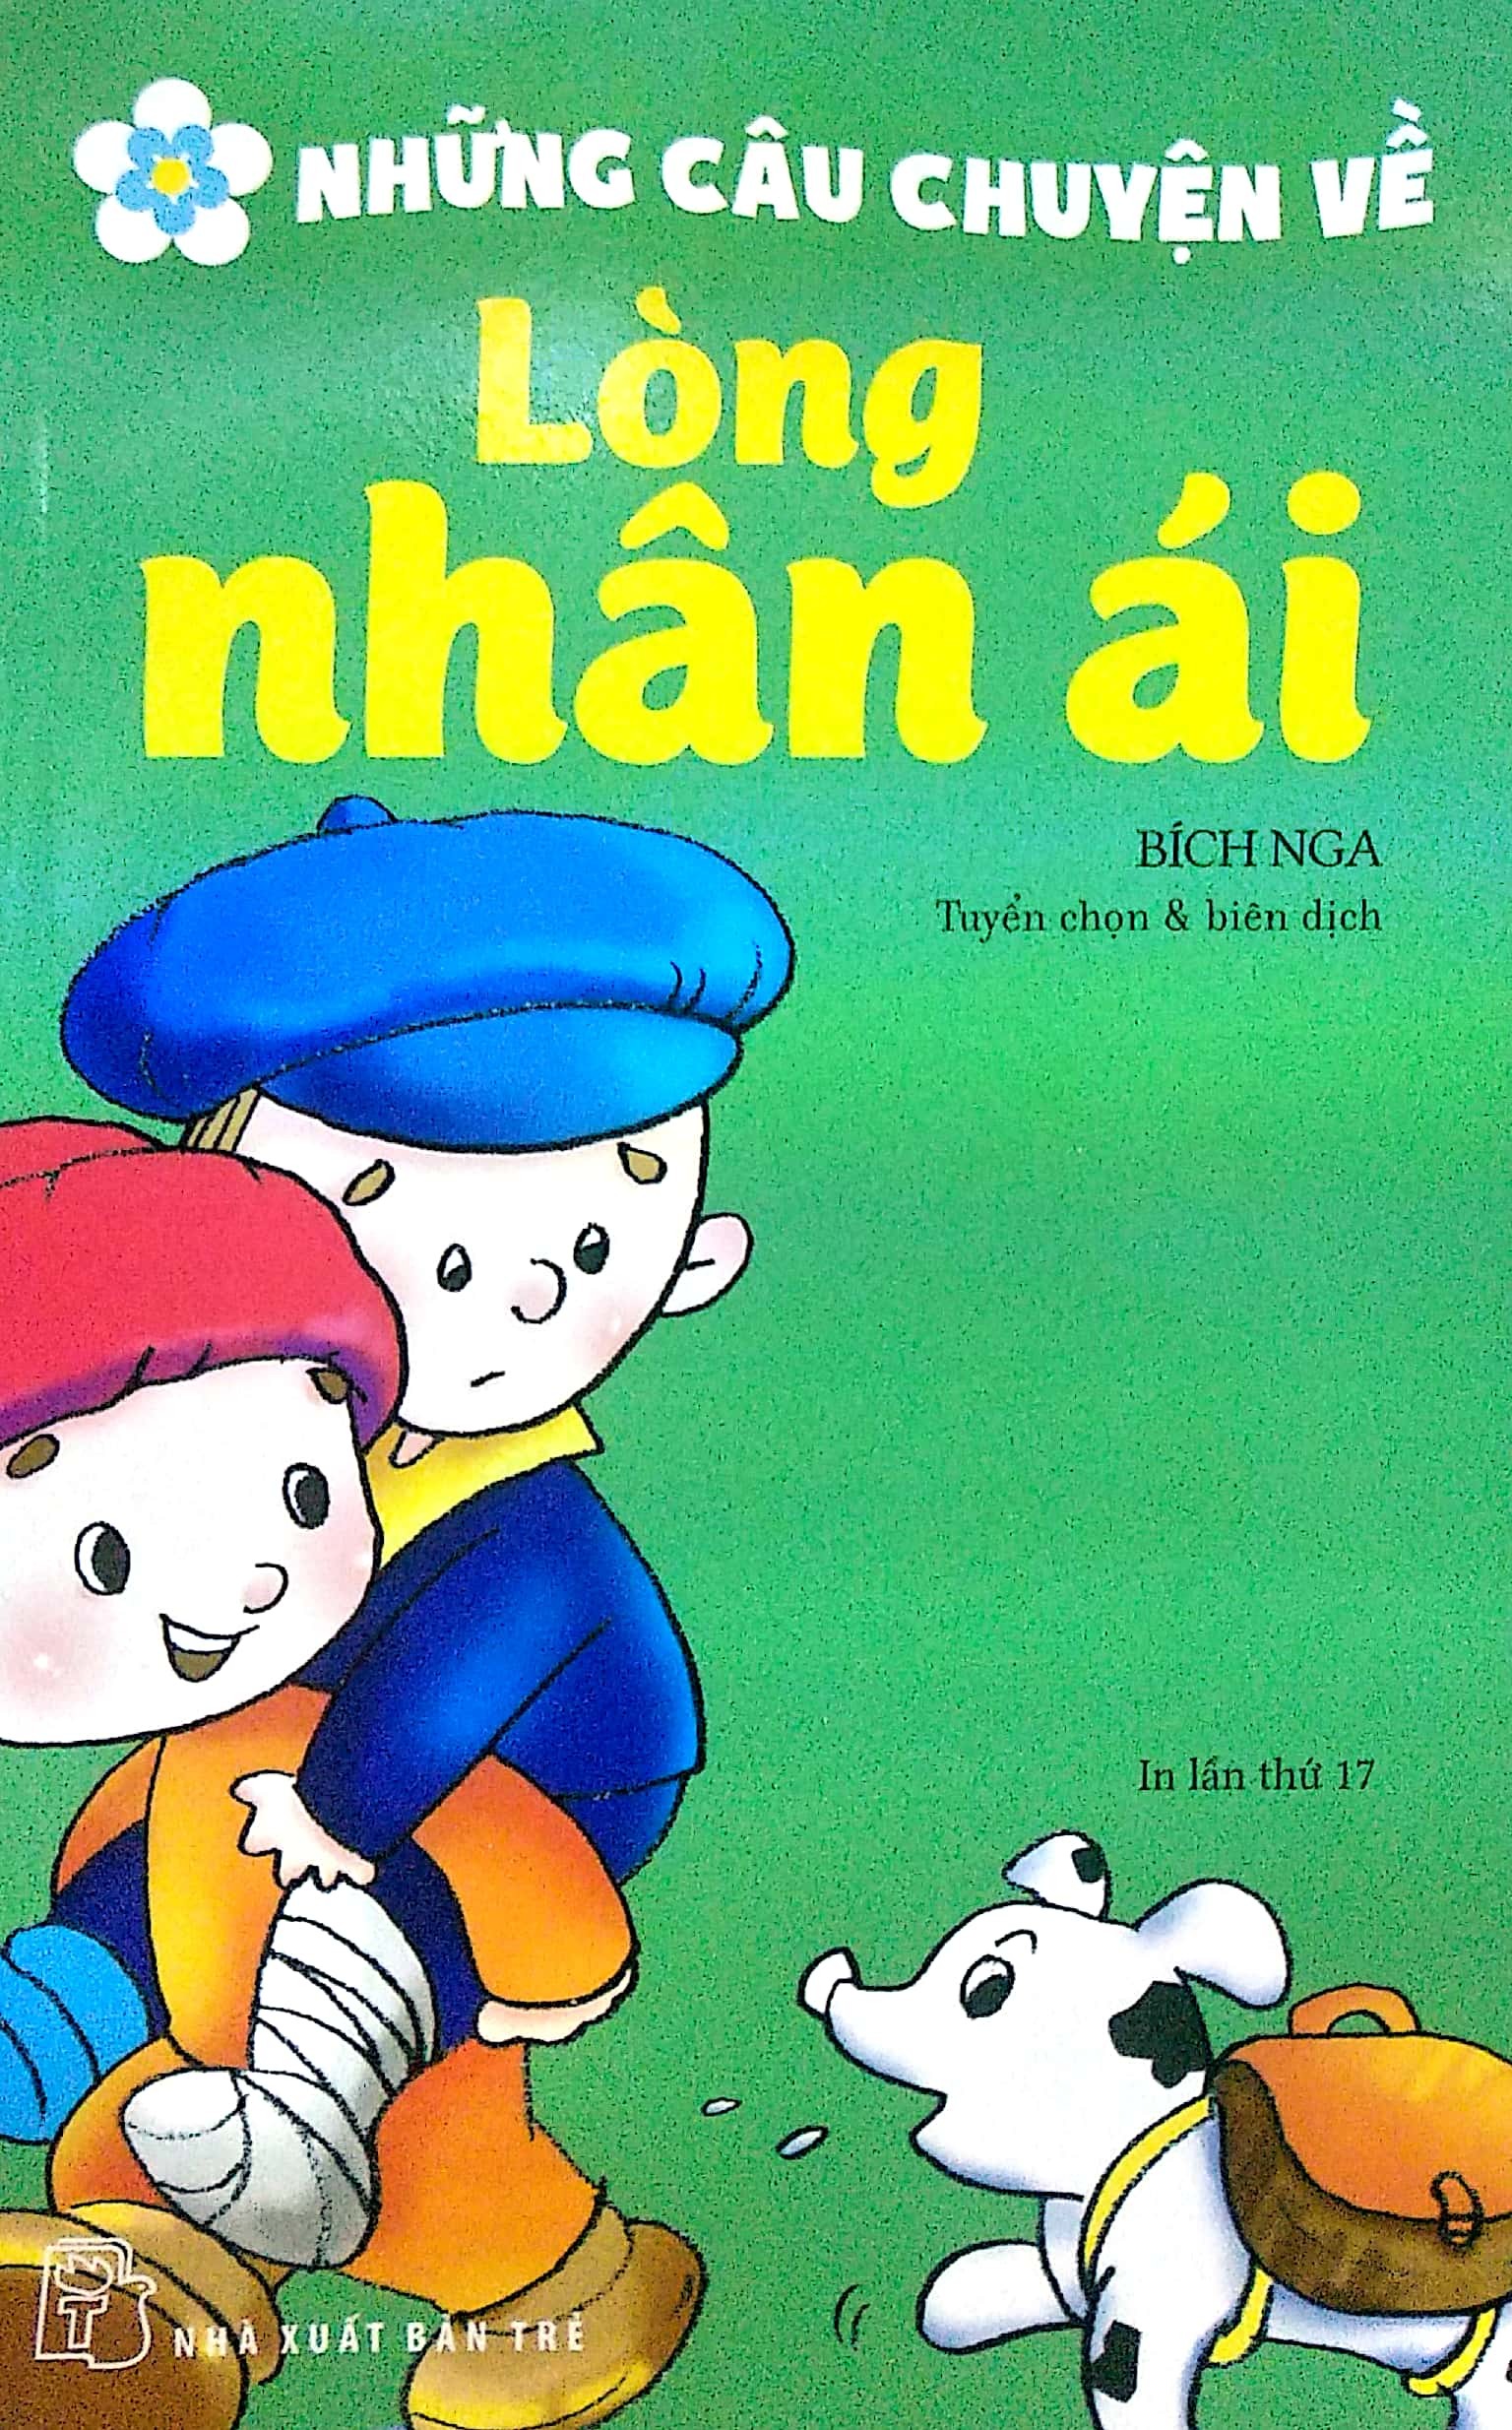 NHỮNG CÂU CHUYỆN VỀ
Lòng
nhân ái
BÍCH NGA
Tuyển chọn & biên dịch
In lần thứ 17
NHÀ XUẤT BẢN TRẺ